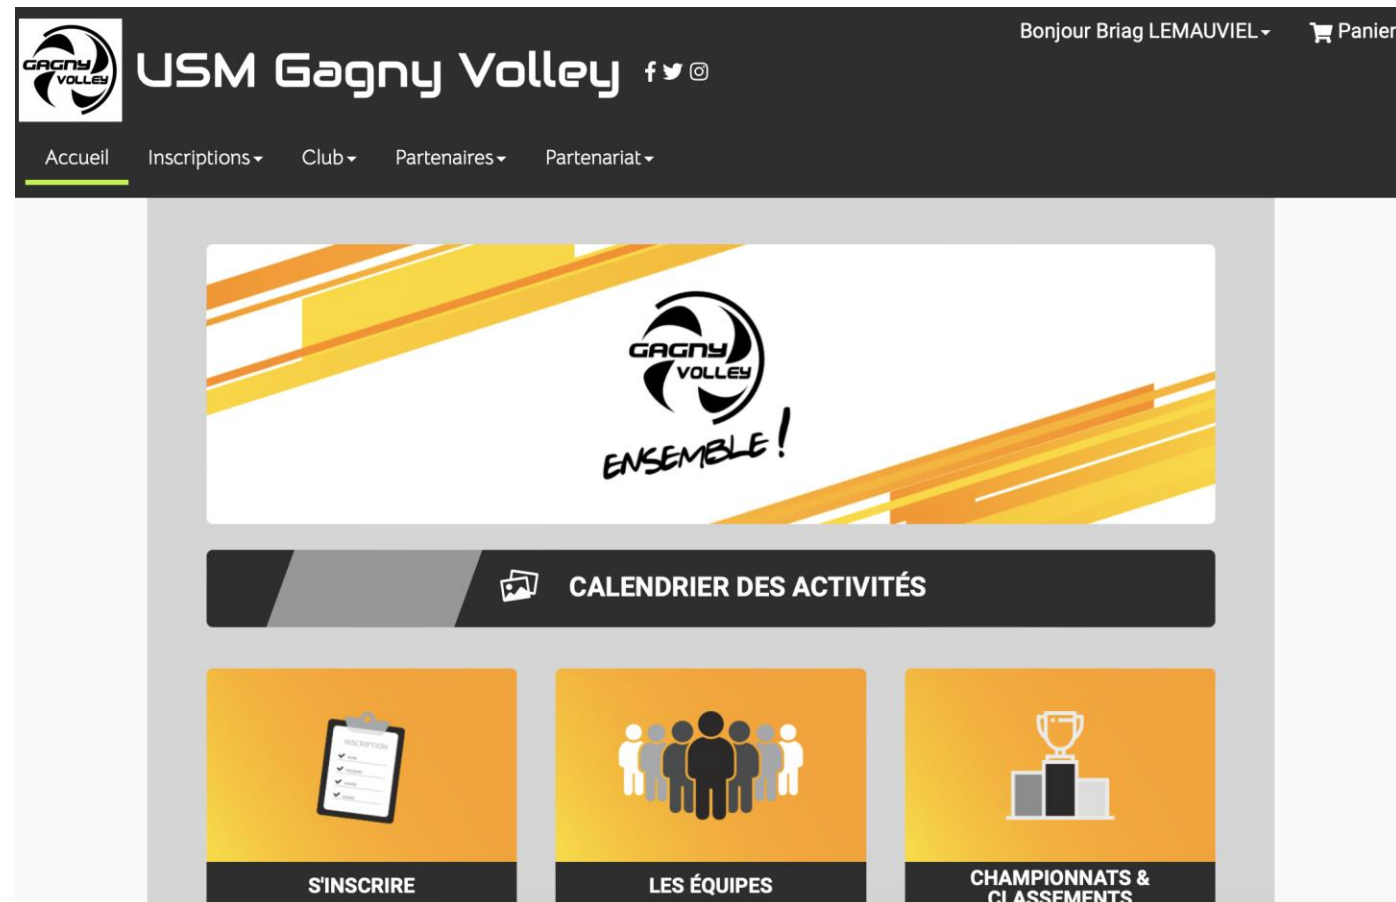 Bonjour Briag LEMAUVIEL
Panier
GAGNY
VOLLEY
USM Gagny Volley
Accueil
Inscriptions
Club
Partenaires
Partenariat
GAGNY
VOLLEY
ENSEMBLE!
CALENDRIER DES ACTIVITÉS
INSCRIPTION
S'INSCRIRE
LES ÉQUIPES
CHAMPIONNATS &
CLASSEMENTS